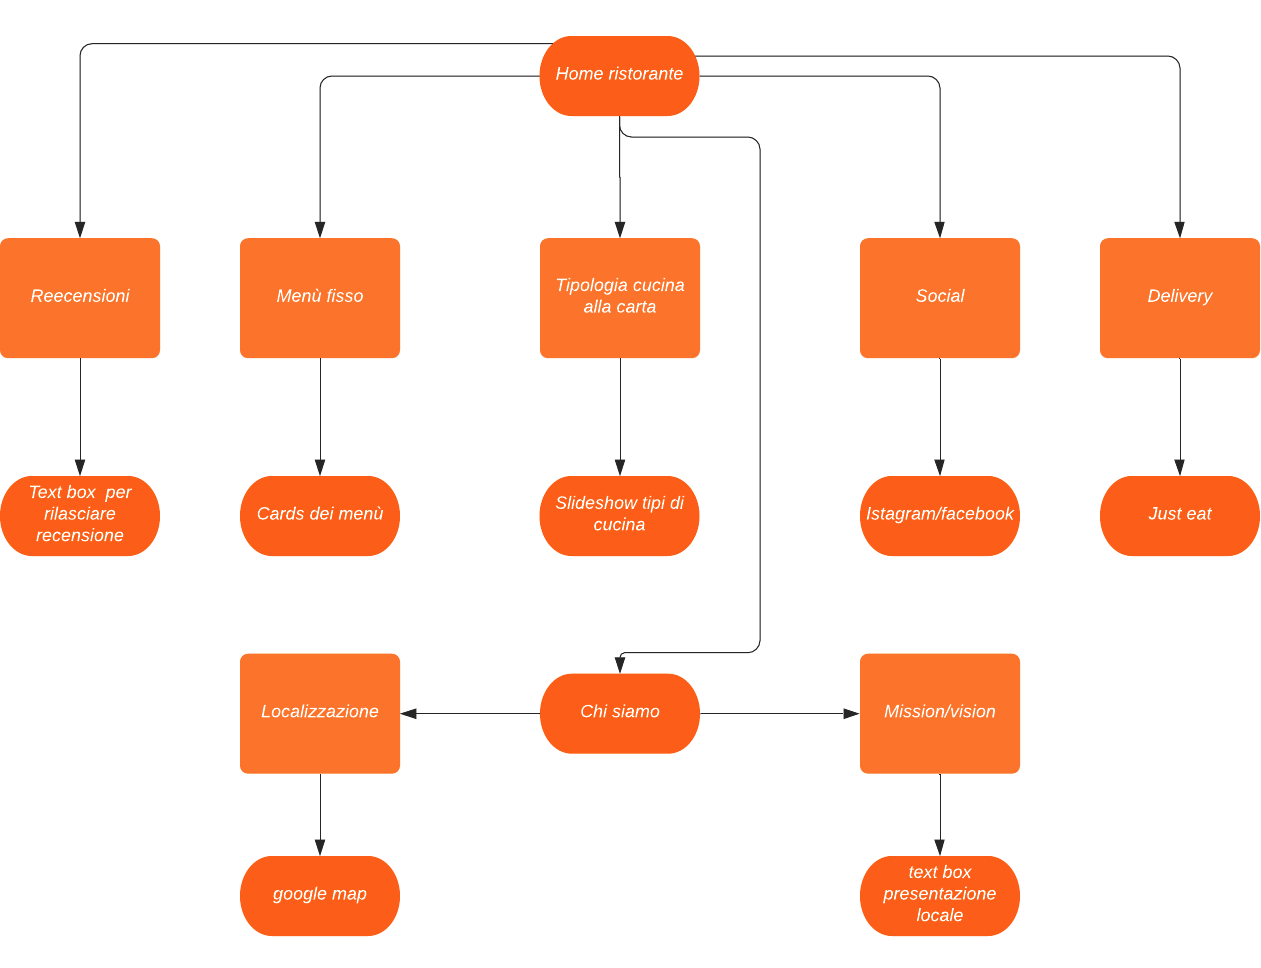 Home ristorante
Reecensioni
Menù fisso
Tipologia cucina
alla carta
Social
Delivery
Text box  per
rilasciare
recensione
Cards dei menù
Slideshow tipi di
cucina
Istagram/facebook
Just eat
Localizzazione
Chi siamo
Mission/vision
google map
text box
presentazione
locale